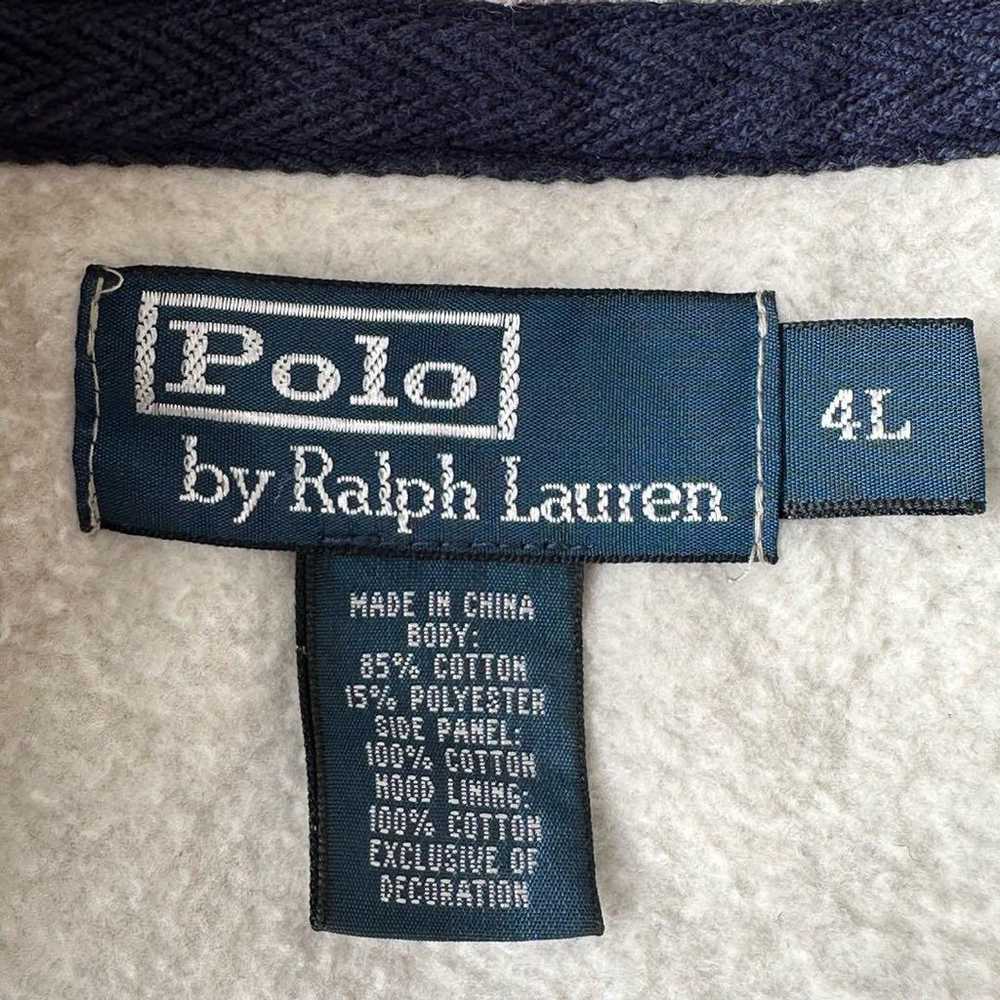 Polo
by Ralph Lauren
4L
MADE IN CHINA
BODY:
85% COTTON
15% POLYESTER
SIDE PANEL:
100% COTTON
HOOD LINING:
100% COTTON
EXCLUSIVE OF
DECORATION